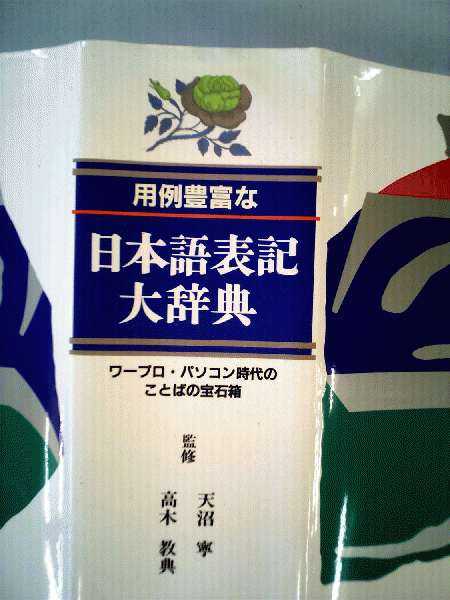 用例豊富な
日本語表記
大辞典
ワープロ・パソコン時代の
ことばの宝石箱
監修
天沼 寧
高木 教典